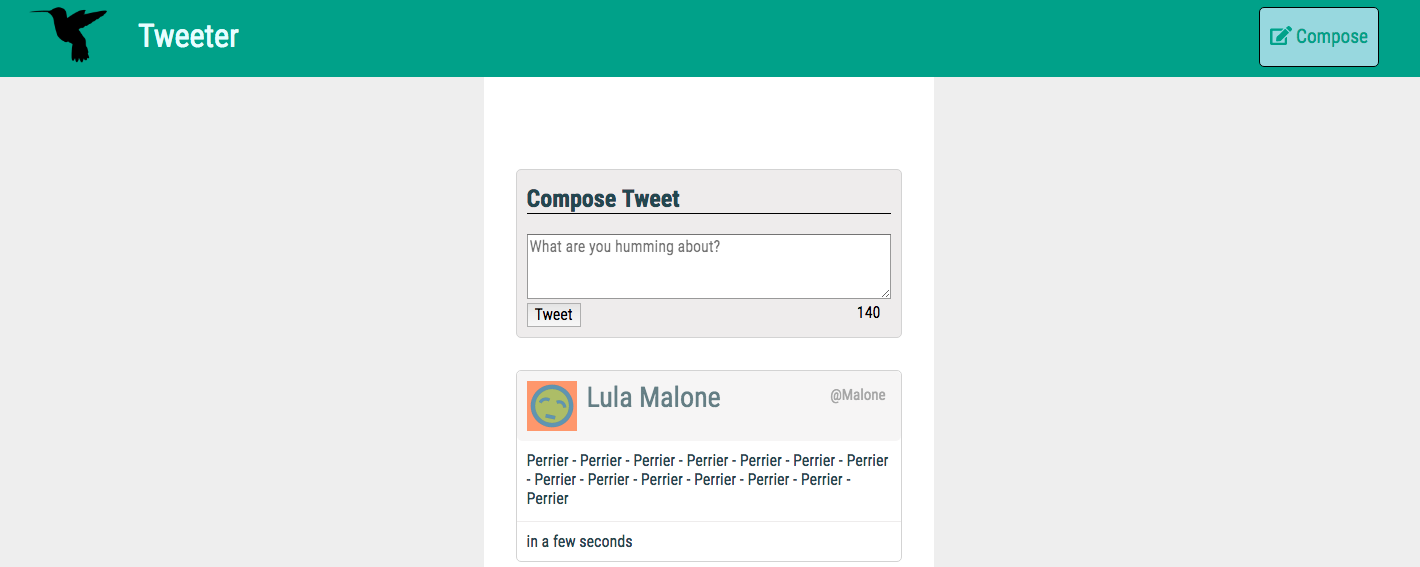 Tweeter
Compose
Compose Tweet
What are you humming about?
Tweet
140
Lula Malone
@Malone
Perrier - Perrier - Perrier - Perrier - Perrier - Perrier - Perrier
- Perrier - Perrier - Perrier - Perrier - Perrier - Perrier -
Perrier
in a few seconds